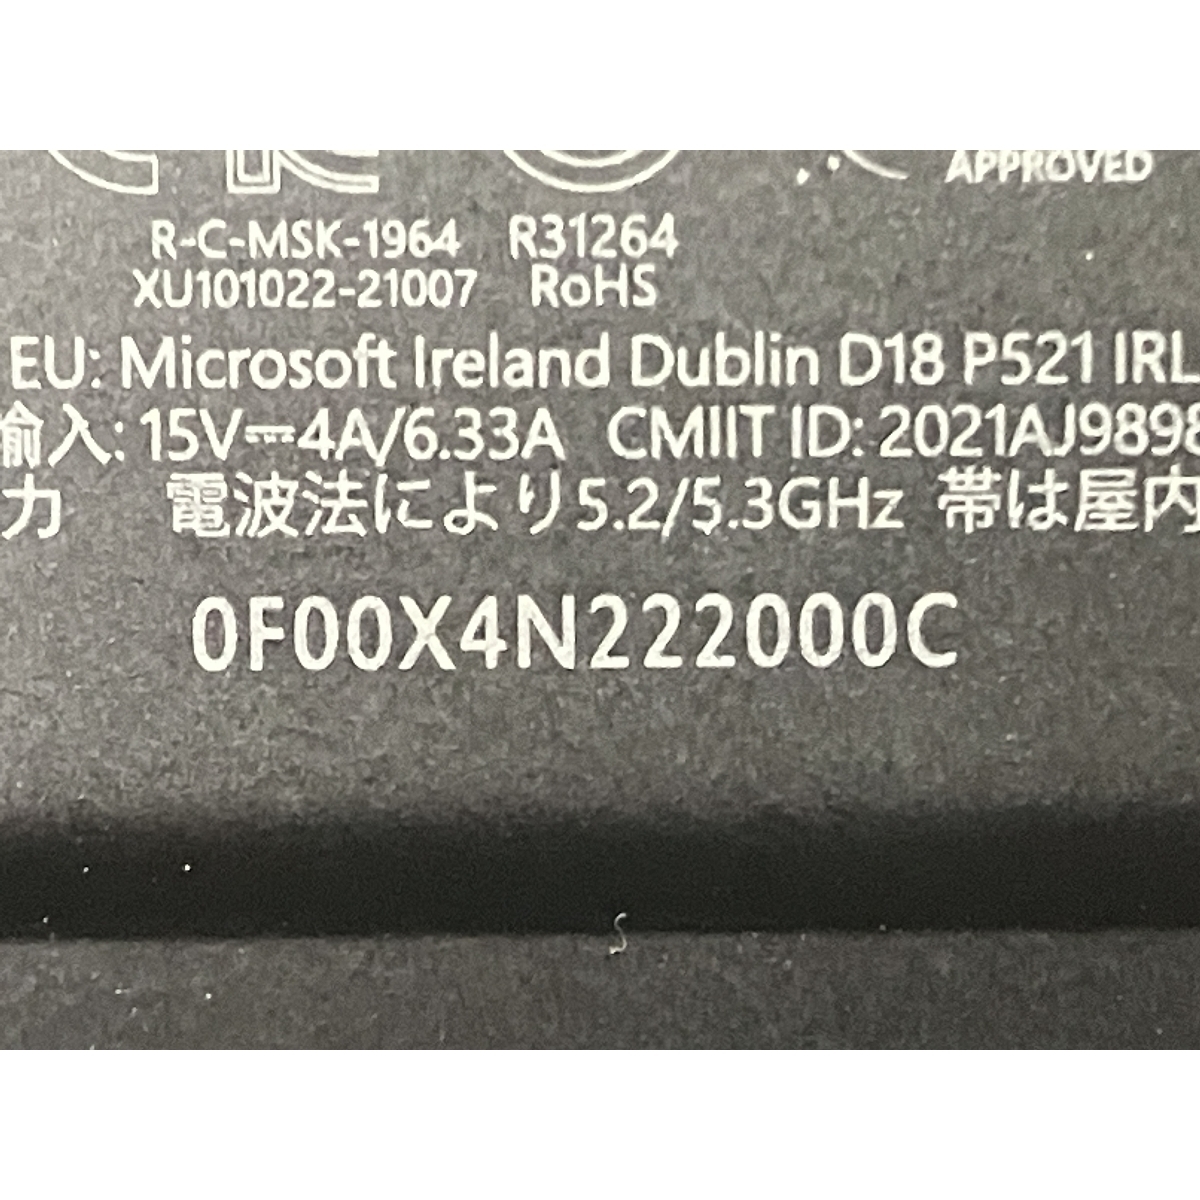 APPROVED
R-C-MSK-1964 R31264
XU101022-21007 RoHS
EU: Microsoft Ireland Dublin D18 P521 IRL
输入: 15V⎓4A/6.33A CMIIT ID: 2021AJ9898
力 電波法により5.2/5.3GHz 帯は屋内
0F00X4N222000C